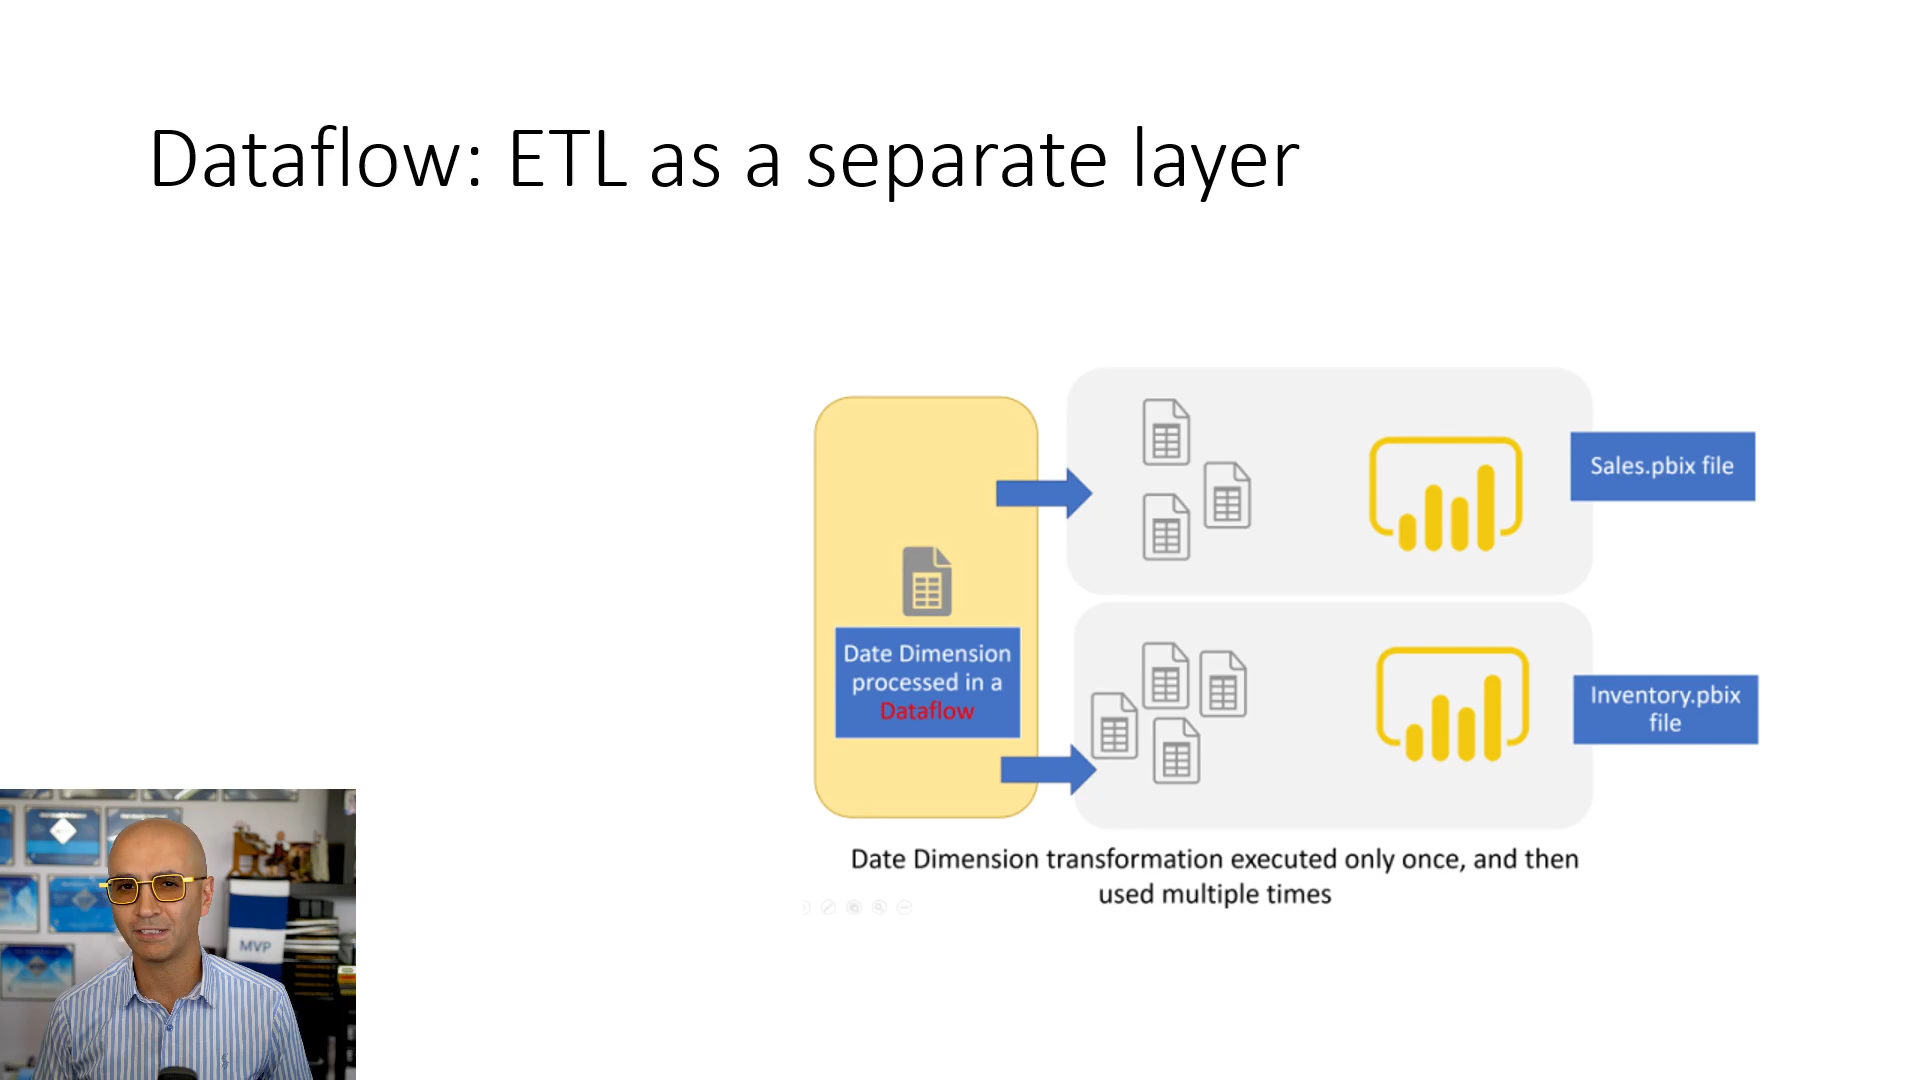 Dataflow: ETL as a separate layer
Sales.pbix file
Date Dimension
processed in a
Dataflow
Inventory.pbix
file
Date Dimension transformation executed only once, and then
used multiple times
MVP